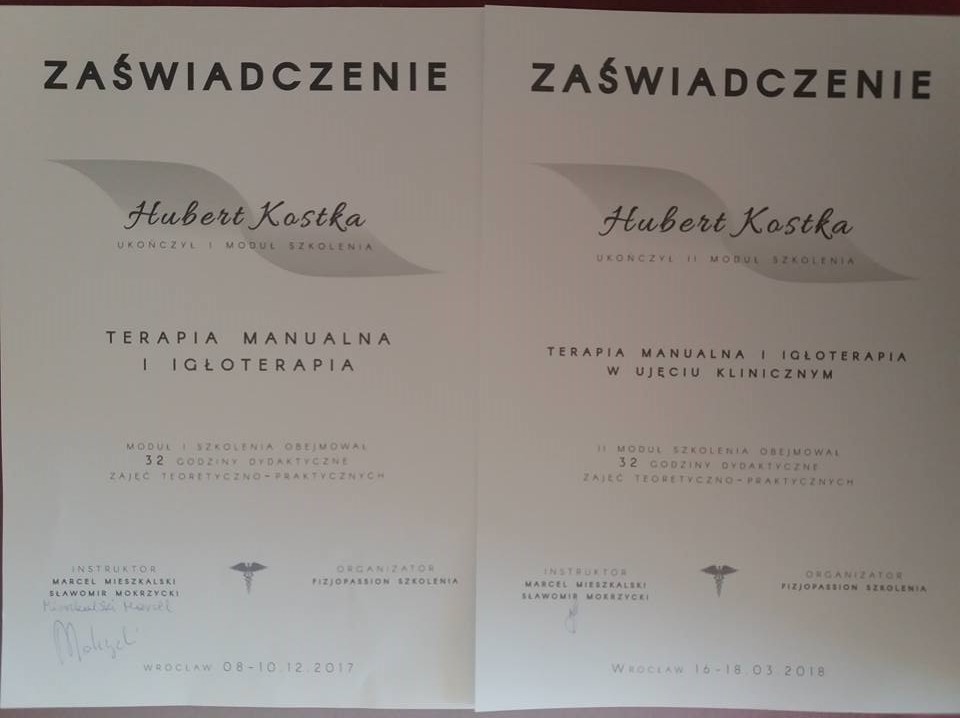 ZAŚWIADCZENIE
Hubert Kostka
UKOŃCZYŁ I MODUŁ SZKOLENIA
TERAPIA MANUALNA
I IGŁOTERAPIA
MODUŁ I SZKOLENIA OBEJMOWAŁ
32 GODZINY DYDAKTYCZNE
ZAJĘĆ TEORETYCZNO-PRAKTYCZNYCH
INSTRUKTOR
MARCEL MIESZKALSKI
SŁAWOMIR MOKRZYCKI
Mieszkalski Marcel
ORGANIZATOR
FIZJOPASSION SZKOLENIA
WROCŁAW 08-10.12.2017
ZAŚWIADCZENIE
Hubert Kostka
UKOŃCZYŁ II MODUŁ SZKOLENIA
TERAPIA MANUALNA I IGŁOTERAPIA
W UJĘCIU KLINICZNYM
II MODUŁ SZKOLENIA OBEJMOWAŁ
32 GODZINY DYDAKTYCZNE
ZAJĘĆ TEORETYCZNO-PRAKTYCZNYCH
INSTRUKTOR
MARCEL MIESZKALSKI
SŁAWOMIR MOKRZYCKI
ORGANIZATOR
FIZJOPASSION SZKOLENIA
WROCŁAW 16-18.03.2018